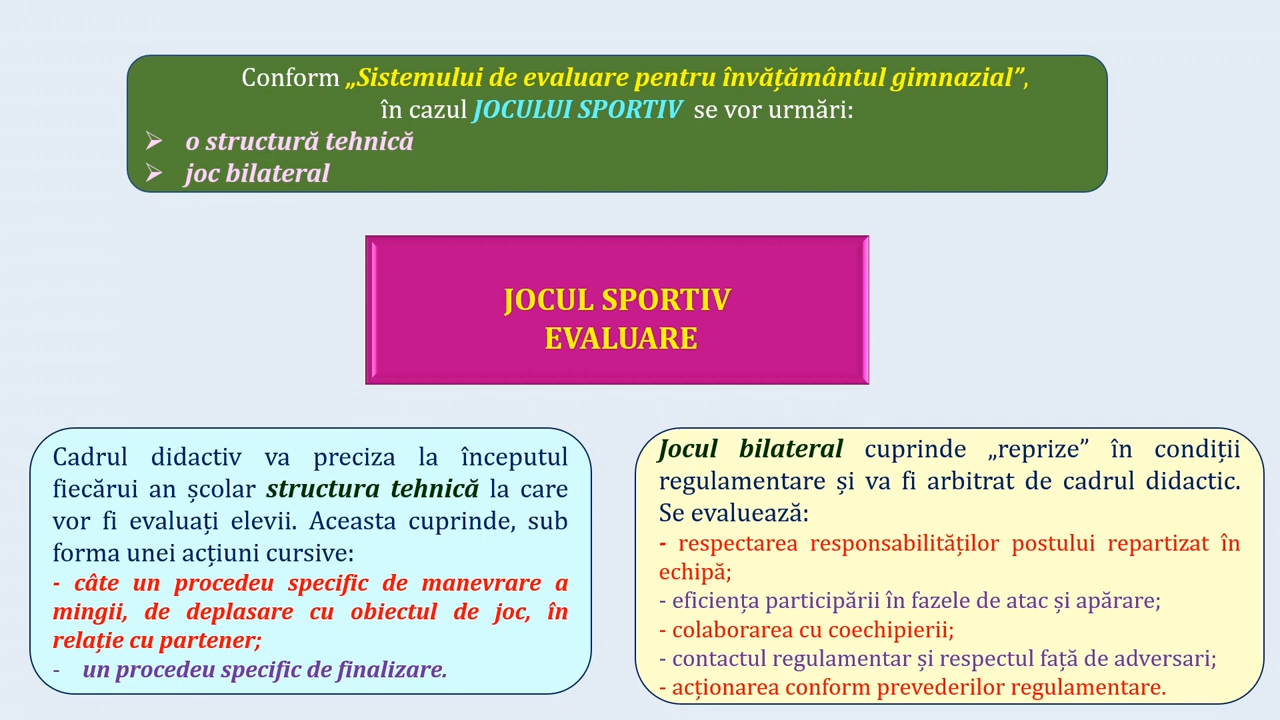 Conform „Sistemului de evaluare pentru învățământul gimnazial”,
în cazul JOCULUI SPORTIV se vor urmări:
➢ o structură tehnică
➢ joc bilateral
JOCUL SPORTIV
EVALUARE
Cadrul didactiv va preciza la începutul
fiecărui an școlar structura tehnică la care
vor fi evaluați elevii. Aceasta cuprinde, sub
forma unei acțiuni cursive:
- câte un procedeu specific de manevrare a
mingii, de deplasare cu obiectul de joc, în
relație cu partener;
- un procedeu specific de finalizare.
Jocul bilateral cuprinde „reprize” în condiții
regulamentare și va fi arbitrat de cadrul didactic.
Se evaluează:
- respectarea responsabilităților postului repartizat în
echipă;
- eficiența participării în fazele de atac și apărare;
- colaborarea cu coechipierii;
- contactul regulamentar și respectul față de adversari;
- acționarea conform prevederilor regulamentare.